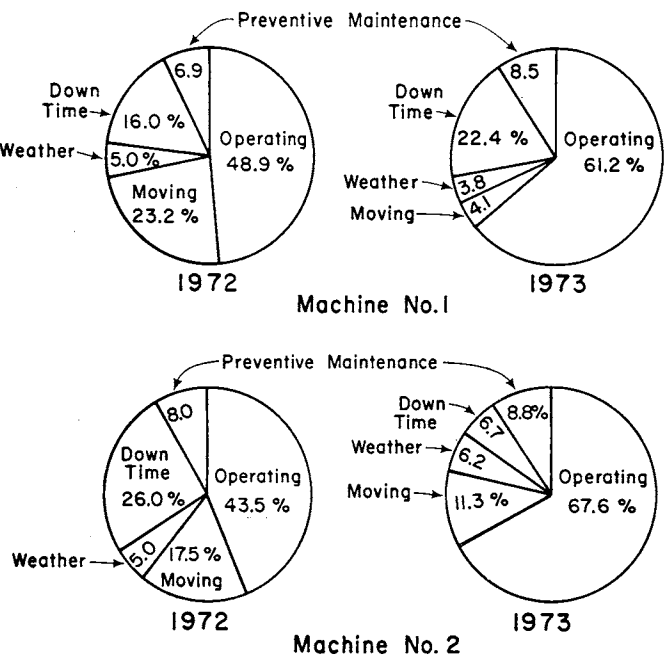 Preventive Maintenance
6.9
Down
Time
16.0 %
Weather
5.0 %
Moving
23.2 %
Operating
48.9 %
1972
8.5
Down
Time
22.4 %
Weather
3.8
Moving
4.1
Operating
61.2 %
1973
Machine No. 1
Preventive Maintenance
8.0
Down
Time
26.0 %
Weather
5.0
17.5 %
Moving
Operating
43.5 %
1972
8.8%
Down
Time
6.7
Weather
6.2
Moving
11.3 %
Operating
67.6 %
1973
Machine No. 2